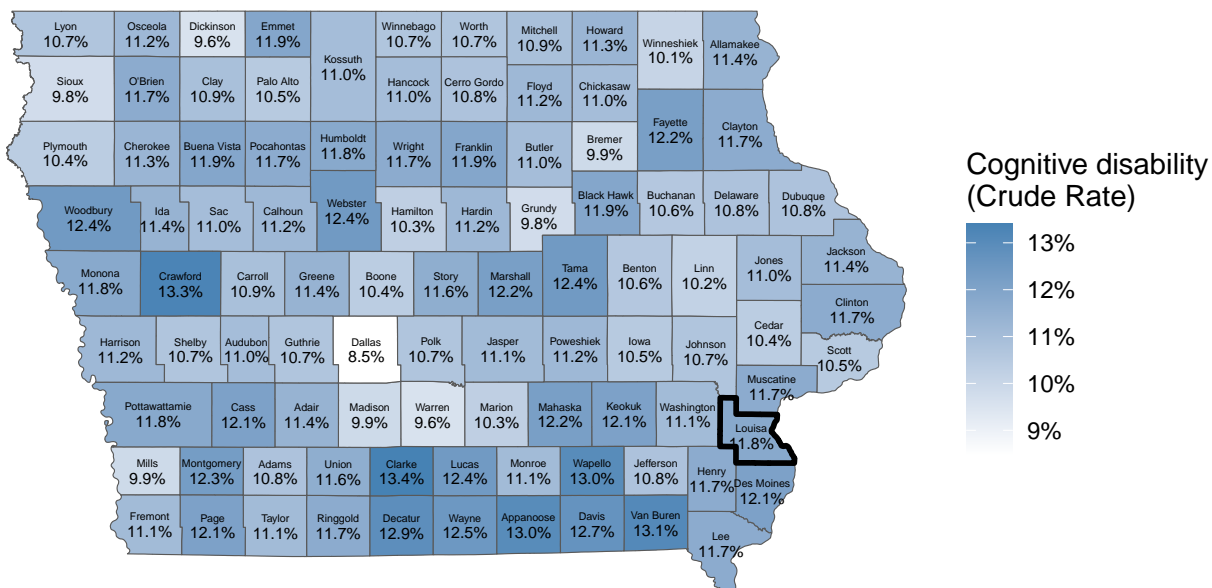 Lyon
10.7%
Osceola
11.2%
Dickinson
9.6%
Emmet
11.9%
Kossuth
11.0%
Winnebago
10.7%
Worth
10.7%
Mitchell
10.9%
Howard
11.3%
Winneshiek
10.1%
Allamakee
11.4%
Sioux
9.8%
O'Brien
11.7%
Clay
10.9%
Palo Alto
10.5%
Hancock
11.0%
Cerro Gordo
10.8%
Floyd
11.2%
Chickasaw
11.0%
Fayette
12.2%
Clayton
11.7%
Plymouth
10.4%
Cherokee
11.3%
Buena Vista
11.9%
Pocahontas
11.7%
Humboldt
11.8%
Wright
11.7%
Franklin
11.9%
Butler
11.0%
Bremer
9.9%
Woodbury
12.4%
Ida
11.4%
Sac
11.0%
Calhoun
11.2%
Webster
12.4%
Hamilton
10.3%
Hardin
11.2%
Grundy
9.8%
Black Hawk
11.9%
Buchanan
10.6%
Delaware
10.8%
Dubuque
10.8%
Monona
11.8%
Crawford
13.3%
Carroll
10.9%
Greene
11.4%
Boone
10.4%
Story
11.6%
Marshall
12.2%
Tama
12.4%
Benton
10.6%
Linn
10.2%
Jones
11.0%
Jackson
11.4%
Clinton
11.7%
Harrison
11.2%
Shelby
10.7%
Audubon
11.0%
Guthrie
10.7%
Dallas
8.5%
Polk
10.7%
Jasper
11.1%
Poweshiek
11.2%
Iowa
10.5%
Johnson
10.7%
Cedar
10.4%
Scott
10.5%
Muscatine
11.7%
Pottawattamie
11.8%
Cass
12.1%
Adair
11.4%
Madison
9.9%
Warren
9.6%
Marion
10.3%
Mahaska
12.2%
Keokuk
12.1%
Washington
11.1%
Louisa
11.8%
Mills
9.9%
Montgomery
12.3%
Adams
10.8%
Union
11.6%
Clarke
13.4%
Lucas
12.4%
Monroe
11.1%
Wapello
13.0%
Jefferson
10.8%
Henry
11.7%
Des Moines
12.1%
Fremont
11.1%
Page
12.1%
Taylor
11.1%
Ringgold
11.7%
Decatur
12.9%
Wayne
12.5%
Appanoose
13.0%
Davis
12.7%
Van Buren
13.1%
Lee
11.7%
Cognitive disability
(Crude Rate)
13%
12%
11%
10%
9%